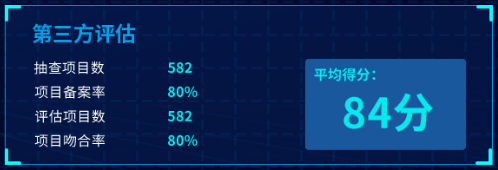 第三方评估
抽查项目数 582
项目备案率 80%
评估项目数 582
项目吻合率 80%
平均得分：
84分